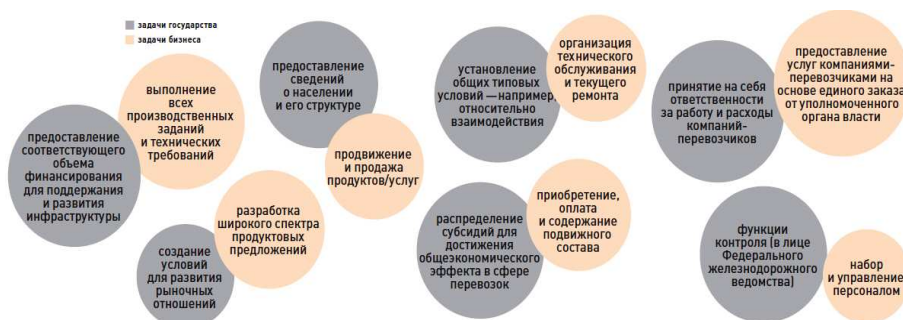 задачи государства
задачи бизнеса
предоставление
соответствующего
объема
финансирования
для поддержания
и развития
инфраструктуры
выполнение
всех
производственных
заданий
и технических
требований
предоставление
сведений
о населении
и его структуре
продвижение
и продажа
продуктов/услуг
создание
условий
для развития
рыночных
отношений
разработка
широкого спектра
продуктовых
предложений
установление
общих типовых
условий —например,
относительно
взаимодействия
организация
технического
обслуживания
и текущего
ремонта
распределение
субсидий для
достижения
общеэкономического
эффекта в сфере
перевозок
приобретение,
оплата
и содержание
подвижного
состава
принятие на себя
ответственности
за работу и расходы
компаний-
перевозчиков
предоставление
услуг компаниями-
перевозчиками на
основе единого заказа
от уполномоченного
органа власти
функции
контроля (в лице
Федерального
железнодорожного
ведомства)
набор
и управление
персоналом